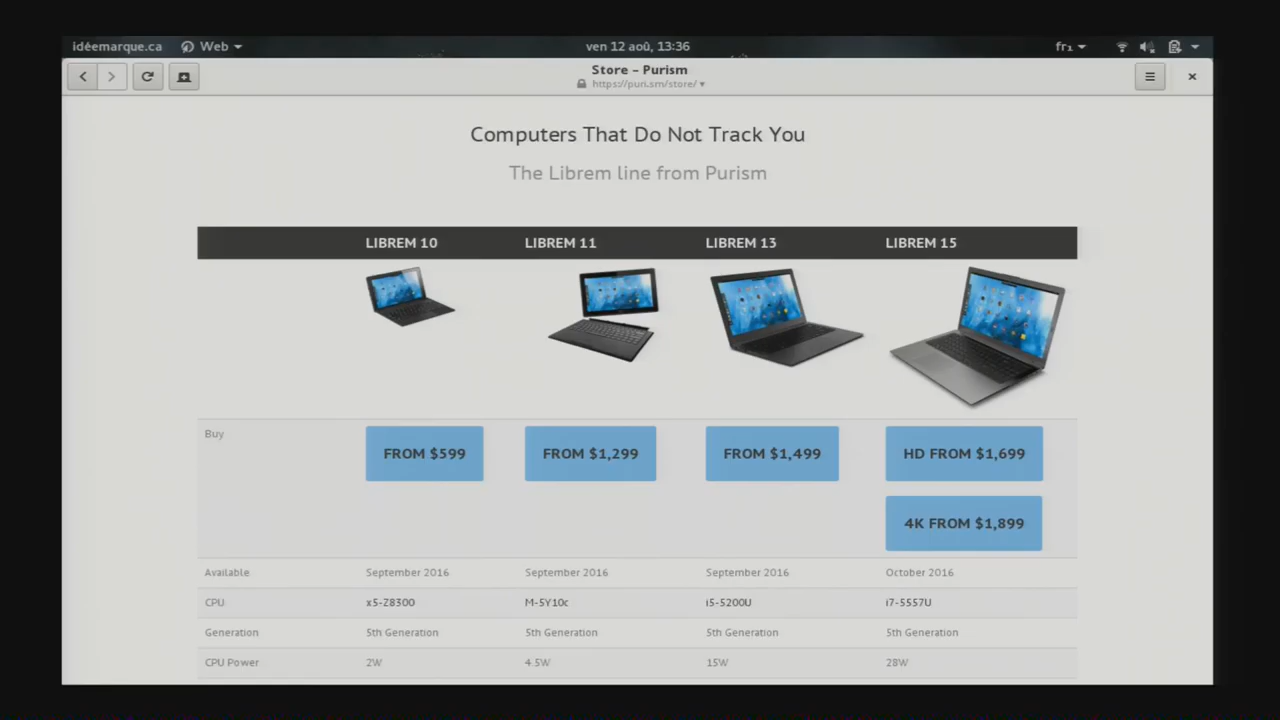 idéemarque.ca Web ven 12 aoû, 13:36 fr₁
Store – Purism
https://puri.sm/store/
Computers That Do Not Track You
The Librem line from Purism
LIBREM 10 LIBREM 11 LIBREM 13 LIBREM 15
Buy FROM $599 FROM $1,299 FROM $1,499 HD FROM $1,699
4K FROM $1,899
Available September 2016 September 2016 September 2016 October 2016
CPU x5-Z8300 M-5Y10c i5-5200U i7-5557U
Generation 5th Generation 5th Generation 5th Generation 5th Generation
CPU Power 2W 4.5W 15W 28W